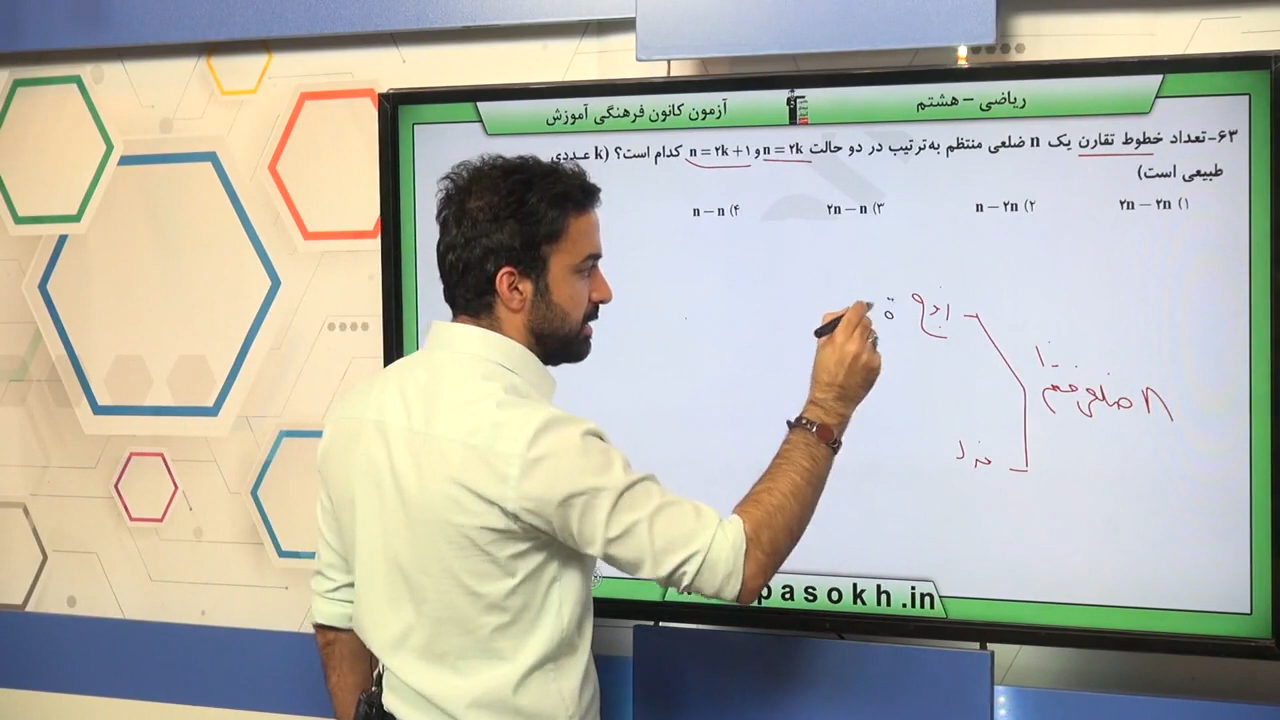 ریاضی – هشتم
آزمون کانون فرهنگی آموزش
۶۳-تعداد خطوط تقارن یک n ضلعی منتظم به‌ترتیب در دو حالت n = ۲k و n = ۲k + ۱ کدام است؟ (k عددی
طبیعی است)
۱) ۲n – ۲n
۲) n – ۲n
۳) ۲n – n
۴) n – n
زوج
n ضلعی منتظم
فرد
pasokh.in